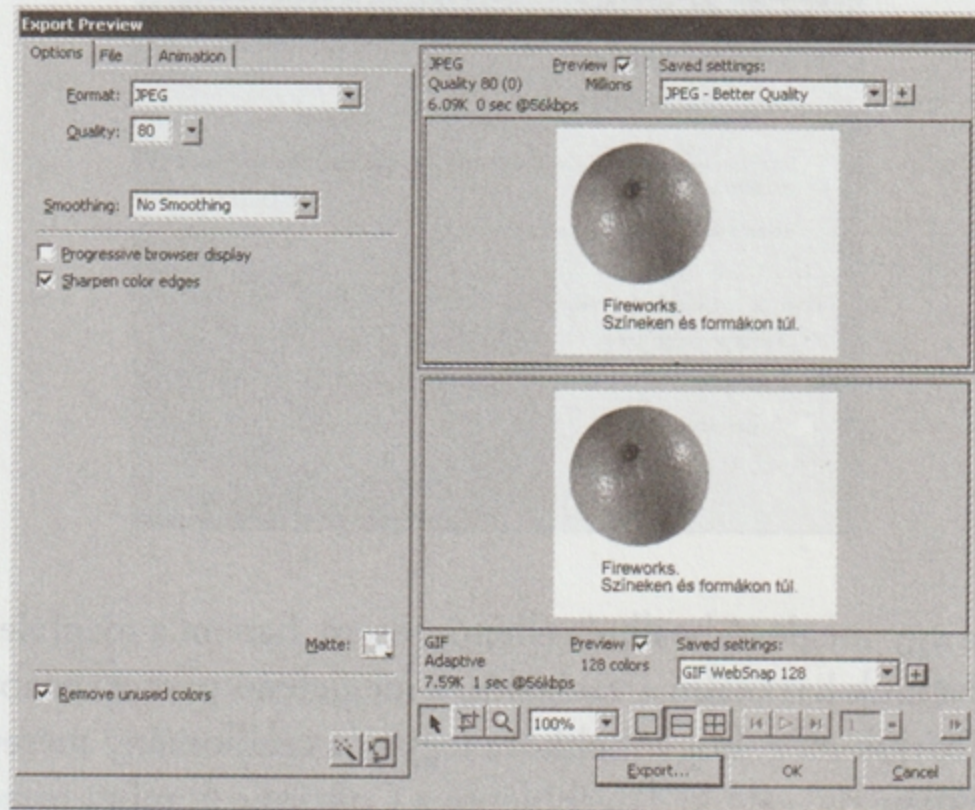 Export Preview
Options File Animation
Format: JPEG
Quality: 80
Smoothing: No Smoothing
Progressive browser display
Sharpen color edges
Matte:
Remove unused colors
JPEG Preview Saved settings:
Quality 80 (0) Millions JPEG - Better Quality
6.09K 0 sec @56kbps
Fireworks.
Színeken és formákon túl.
Fireworks.
Színeken és formákon túl.
GIF Preview Saved settings:
Adaptive 128 colors GIF WebSnap 128
7.59K 1 sec @56kbps
100% 1
Export... OK Cancel